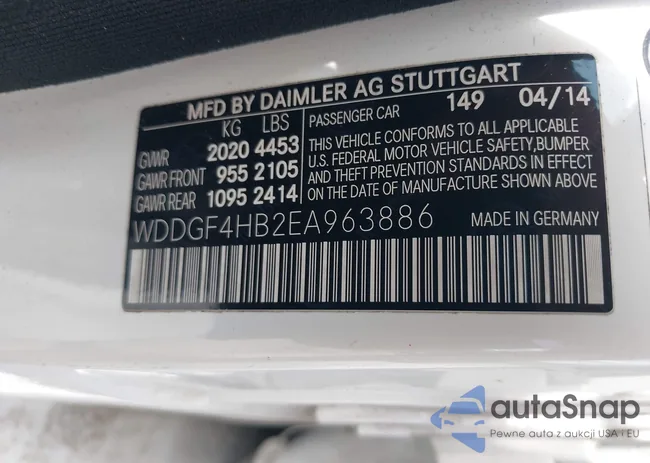 MFD BY DAIMLER AG STUTTGART
KG LBS PASSENGER CAR 149 04/14
GVWR 2020 4453
GAWR FRONT 955 2105
GAWR REAR 1095 2414
THIS VEHICLE CONFORMS TO ALL APPLICABLE
U.S. FEDERAL MOTOR VEHICLE SAFETY,BUMPER
AND THEFT PREVENTION STANDARDS IN EFFECT
ON THE DATE OF MANUFACTURE SHOWN ABOVE
WDDGF4HB2EA963886 MADE IN GERMANY
autaSnap
Pewne auta z aukcji USA i EU